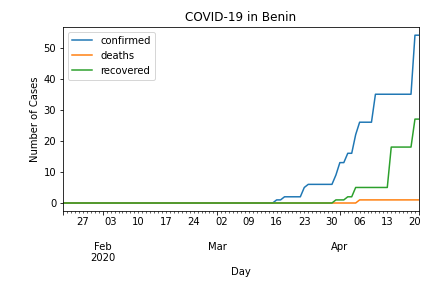 COVID-19 in Benin
confirmed
deaths
recovered
Number of Cases
50
40
30
20
10
0
27 03 10 17 24 02 09 16 23 30 06 13 20
Feb Mar Apr
2020
Day